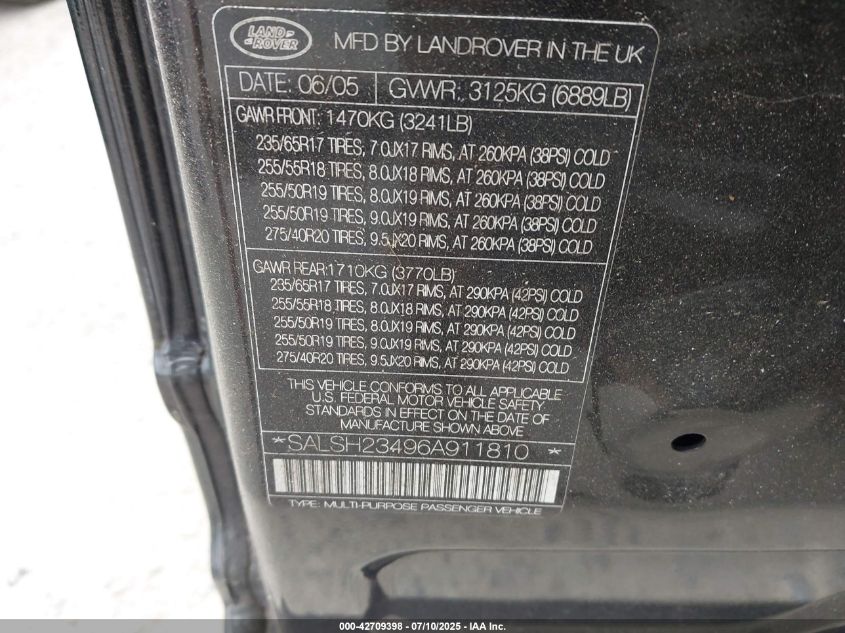 LAND
ROVER
MFD BY LANDROVER IN THE UK
DATE: 06/05 GVWR: 3125KG (6889LB)
GAWR FRONT: 1470KG (3241LB)
235/65R17 TIRES, 7.0JX17 RIMS, AT 260KPA (38PSI) COLD
255/55R18 TIRES, 8.0JX18 RIMS, AT 260KPA (38PSI) COLD
255/50R19 TIRES, 8.0JX19 RIMS, AT 260KPA (38PSI) COLD
255/50R19 TIRES, 9.0JX19 RIMS, AT 260KPA (38PSI) COLD
275/40R20 TIRES, 9.5JX20 RIMS, AT 260KPA (38PSI) COLD
GAWR REAR:1710KG (3770LB)
235/65R17 TIRES, 7.0JX17 RIMS, AT 290KPA (42PSI) COLD
255/55R18 TIRES, 8.0JX18 RIMS, AT 290KPA (42PSI) COLD
255/50R19 TIRES, 8.0JX19 RIMS, AT 290KPA (42PSI) COLD
255/50R19 TIRES, 9.0JX19 RIMS, AT 290KPA (42PSI) COLD
275/40R20 TIRES, 9.5JX20 RIMS, AT 290KPA (42PSI) COLD
THIS VEHICLE CONFORMS TO ALL APPLICABLE
U.S. FEDERAL MOTOR VEHICLE SAFETY
STANDARDS IN EFFECT ON THE DATE OF
MANUFACTURE SHOWN ABOVE
*SALSH23496A911810 *
TYPE: MULTI-PURPOSE PASSENGER VEHICLE
000-42709398 - 07/10/2025 - IAA Inc.